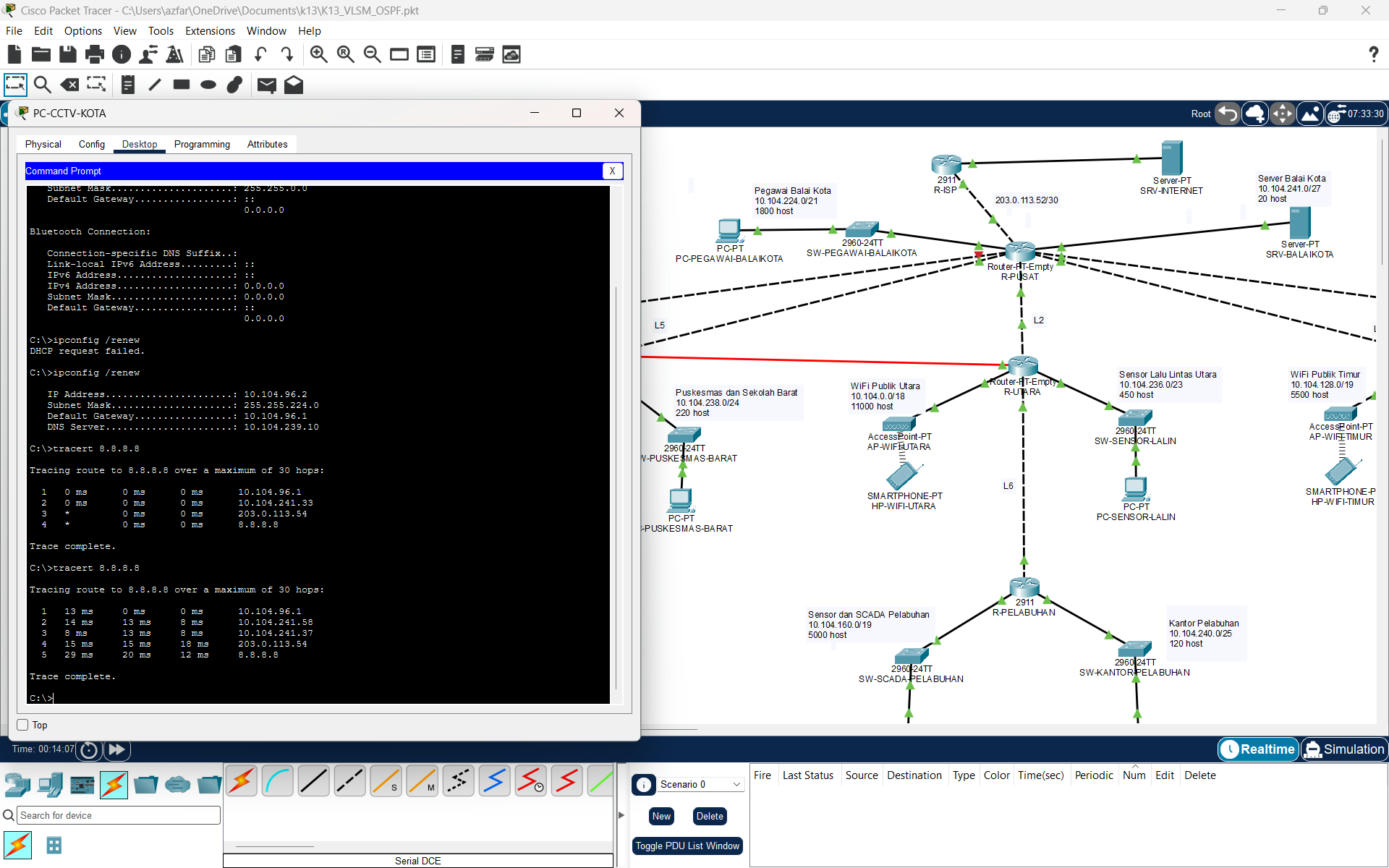 Cisco Packet Tracer - C:\Users\azfar\OneDrive\Documents\k13\K13_VLSM_OSPF.pkt
File Edit Options View Tools Extensions Window Help
Root
07:33:30
PC-CCTV-KOTA
Physical Config Desktop Programming Attributes
Command Prompt
X
Subnet Mask.....................: 255.255.0.0
Default Gateway.................: ::
0.0.0.0
Bluetooth Connection:
Connection-specific DNS Suffix..:
Link-local IPv6 Address.........: ::
IPv6 Address....................: ::
IPv4 Address....................: 0.0.0.0
Subnet Mask.....................: 0.0.0.0
Default Gateway.................: ::
0.0.0.0
C:\>ipconfig /renew
DHCP request failed.
C:\>ipconfig /renew
IP Address......................: 10.104.96.2
Subnet Mask.....................: 255.255.224.0
Default Gateway.................: 10.104.96.1
DNS Server......................: 10.104.239.10
C:\>tracert 8.8.8.8
Tracing route to 8.8.8.8 over a maximum of 30 hops:
1 0 ms 0 ms 0 ms 10.104.96.1
2 0 ms 0 ms 0 ms 10.104.241.33
3 * 0 ms 0 ms 203.0.113.54
4 * 0 ms 0 ms 8.8.8.8
Trace complete.
C:\>tracert 8.8.8.8
Tracing route to 8.8.8.8 over a maximum of 30 hops:
1 13 ms 0 ms 0 ms 10.104.96.1
2 14 ms 13 ms 8 ms 10.104.241.58
3 8 ms 13 ms 8 ms 10.104.241.37
4 15 ms 15 ms 18 ms 203.0.113.54
5 29 ms 20 ms 12 ms 8.8.8.8
Trace complete.
C:\>
Top
2911
R-ISP
Server-PT
SRV-INTERNET
203.0.113.52/30
Pegawai Balai Kota
10.104.224.0/21
1800 host
Server Balai Kota
10.104.241.0/27
20 host
PC-PT
PC-PEGAWAI-BALAIKOTA
2960-24TT
SW-PEGAWAI-BALAIKOTA
Router-PT-Empty
R-PUSAT
Server-PT
SRV-BALAIKOTA
L5
L2
Router-PT-Empty
R-UTARA
Puskesmas dan Sekolah Barat
10.104.238.0/24
220 host
WiFi Publik Utara
10.104.0.0/18
11000 host
Sensor Lalu Lintas Utara
10.104.236.0/23
450 host
WiFi Publik Timur
10.104.128.0/19
5500 host
2960-24TT
W-PUSKESMAS-BARAT
AccessPoint-PT
AP-WIFI-UTARA
2960-24TT
SW-SENSOR-LALIN
AccessPoint-PT
AP-WIFI-TIMUR
SMARTPHONE-PT
HP-WIFI-UTARA
L6
PC-PT
PC-SENSOR-LALIN
SMARTPHONE-P
HP-WIFI-TIMUR
PC-PT
-PUSKESMAS-BARAT
2911
R-PELABUHAN
Sensor dan SCADA Pelabuhan
10.104.160.0/19
5000 host
Kantor Pelabuhan
10.104.240.0/25
120 host
2960-24TT
SW-SCADA-PELABUHAN
2960-24TT
SW-KANTOR-PELABUHAN
Time: 00:14:07
Realtime
Simulation
Search for device
S
M
Serial DCE
Scenario 0
New
Delete
Toggle PDU List Window
Fire Last Status Source Destination Type Color Time(sec) Periodic Num Edit Delete